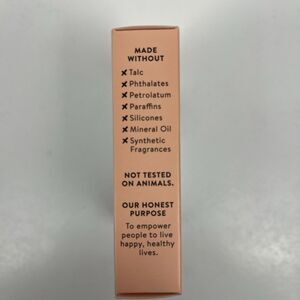 MADE
WITHOUT
✗ Talc
✗ Phthalates
✗ Petrolatum
✗ Paraffins
✗ Silicones
✗ Mineral Oil
✗ Synthetic
Fragrances
NOT TESTED
ON ANIMALS.
OUR HONEST
PURPOSE
To empower
people to live
happy, healthy
lives.